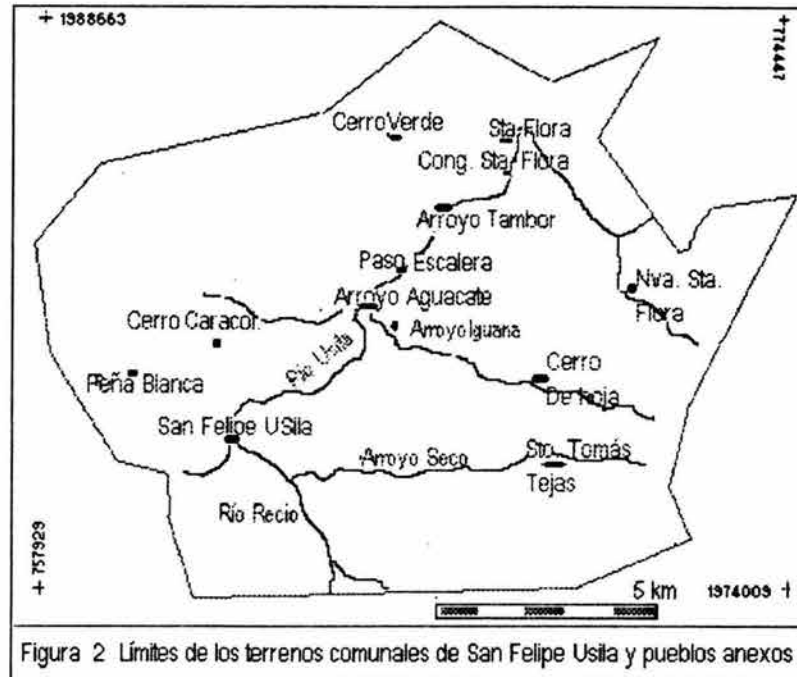 + 1988663
774447 +
Cerro Verde
Sta Flora
Cong. Sta Flora
Arroyo Tambor
Paso Escalera
Nva. Sta.
Flora
Arroyo Aguacate
Cerro Caracol.
Arroyo Iguana
Río Usila
Peña Blanca
Cerro
De hoja
San Felipe USila
Arroyo Seco
Sto. Tomás
Tejas
Río Recio
+ 757929
5 km
1974009 +
Figura 2 Límites de los terrenos comunales de San Felipe Usila y pueblos anexos